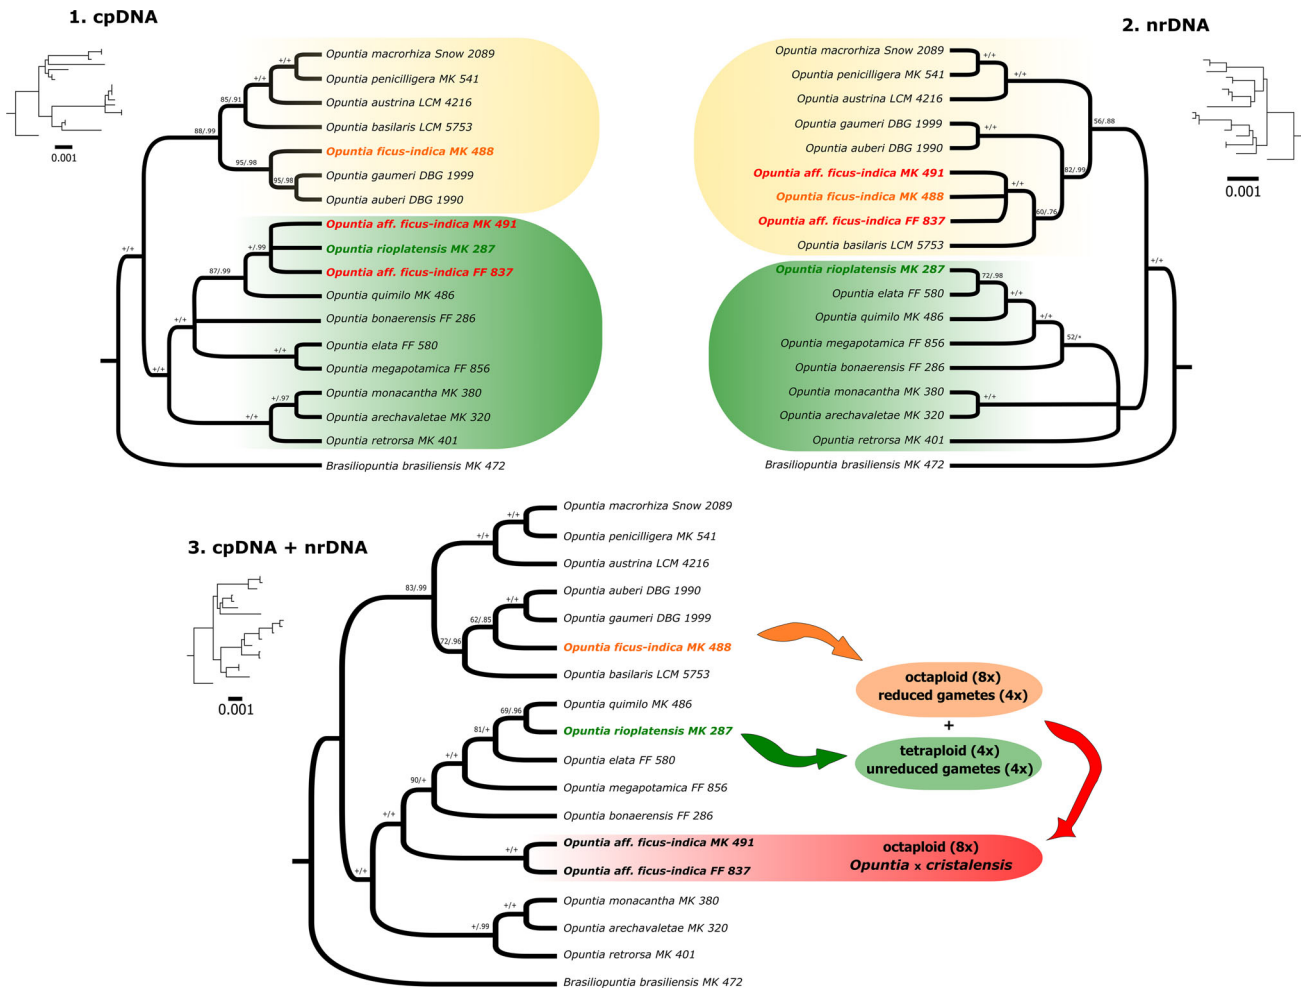 1. cpDNA
0.001
Opuntia macrorhiza Snow 2089
Opuntia penicilligera MK 541
Opuntia austrina LCM 4216
Opuntia basilaris LCM 5753
Opuntia ficus-indica MK 488
Opuntia gaumeri DBG 1999
Opuntia auberi DBG 1990
Opuntia aff. ficus-indica MK 491
Opuntia rioplatensis MK 287
Opuntia aff. ficus-indica FF 837
Opuntia quimilo MK 486
Opuntia bonaerensis FF 286
Opuntia elata FF 580
Opuntia megapotamica FF 856
Opuntia monacantha MK 380
Opuntia arechavaletae MK 320
Opuntia retrorsa MK 401
Brasiliopuntia brasiliensis MK 472
+/+
+/+
85/.91
88/.99
95/.98
95/.98
+/+
+/.99
87/.99
+/+
+/+
+/+
+/.97
+/+
2. nrDNA
0.001
Opuntia macrorhiza Snow 2089
Opuntia penicilligera MK 541
Opuntia austrina LCM 4216
Opuntia gaumeri DBG 1999
Opuntia auberi DBG 1990
Opuntia aff. ficus-indica MK 491
Opuntia ficus-indica MK 488
Opuntia aff. ficus-indica FF 837
Opuntia basilaris LCM 5753
Opuntia rioplatensis MK 287
Opuntia elata FF 580
Opuntia quimilo MK 486
Opuntia megapotamica FF 856
Opuntia bonaerensis FF 286
Opuntia monacantha MK 380
Opuntia arechavaletae MK 320
Opuntia retrorsa MK 401
Brasiliopuntia brasiliensis MK 472
+/+
+/+
56/.88
+/+
82/.99
+/+
60/.76
+/+
72/.98
+/+
+/+
52/*
+/+
3. cpDNA + nrDNA
0.001
Opuntia macrorhiza Snow 2089
Opuntia penicilligera MK 541
Opuntia austrina LCM 4216
Opuntia auberi DBG 1990
Opuntia gaumeri DBG 1999
Opuntia ficus-indica MK 488
Opuntia basilaris LCM 5753
Opuntia quimilo MK 486
Opuntia rioplatensis MK 287
Opuntia elata FF 580
Opuntia megapotamica FF 856
Opuntia bonaerensis FF 286
Opuntia aff. ficus-indica MK 491
Opuntia aff. ficus-indica FF 837
Opuntia monacantha MK 380
Opuntia arechavaletae MK 320
Opuntia retrorsa MK 401
Brasiliopuntia brasiliensis MK 472
+/+
+/+
83/.99
+/+
62/.85
72/.96
69/.96
81/+
+/+
90/+
+/+
+/+
+/+
+/+
+/.99
octaploid (8x)
reduced gametes (4x)
+
tetraploid (4x)
unreduced gametes (4x)
octaploid (8x)
Opuntia x cristalensis